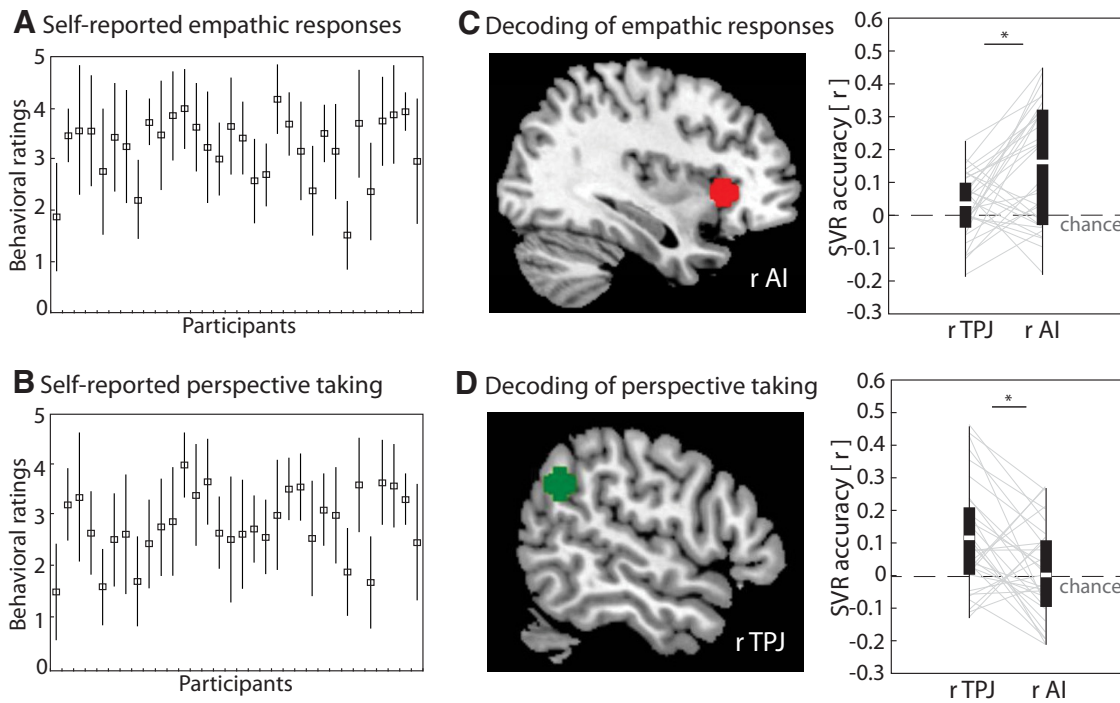 A Self-reported empathic responses
5
4
3
2
1
0
Behavioral ratings
Participants
B Self-reported perspective taking
5
4
3
2
1
0
Behavioral ratings
Participants
C Decoding of empathic responses
r AI
0.6
0.5
0.4
0.3
0.2
0.1
0
-0.1
-0.2
-0.3
SVR accuracy [ r ]
*
chance
r TPJ r AI
D Decoding of perspective taking
r TPJ
0.6
0.5
0.4
0.3
0.2
0.1
0
-0.1
-0.2
-0.3
SVR accuracy [ r ]
*
chance
r TPJ r AI